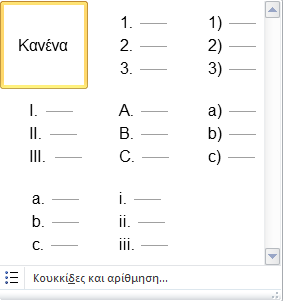 Κανένα
1.
2.
3.
1)
2)
3)
I.
II.
III.
A.
B.
C.
a)
b)
c)
a.
b.
c.
i.
ii.
iii.
Κουκκίδες και αρίθμηση...